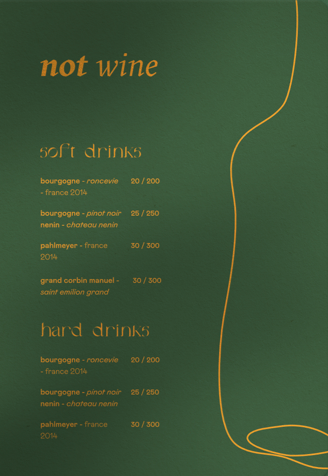 not wine
soft drinks
bourgogne - roncevie 20 / 200
- france 2014
bourgogne - pinot noir 25 / 250
nenin - chateau nenin
pahlmeyer - france 30 / 300
2014
grand corbin manuel - 30 / 300
saint emilion grand
hard drinks
bourgogne - roncevie 20 / 200
- france 2014
bourgogne - pinot noir 25 / 250
nenin - chateau nenin
pahlmeyer - france 30 / 300
2014